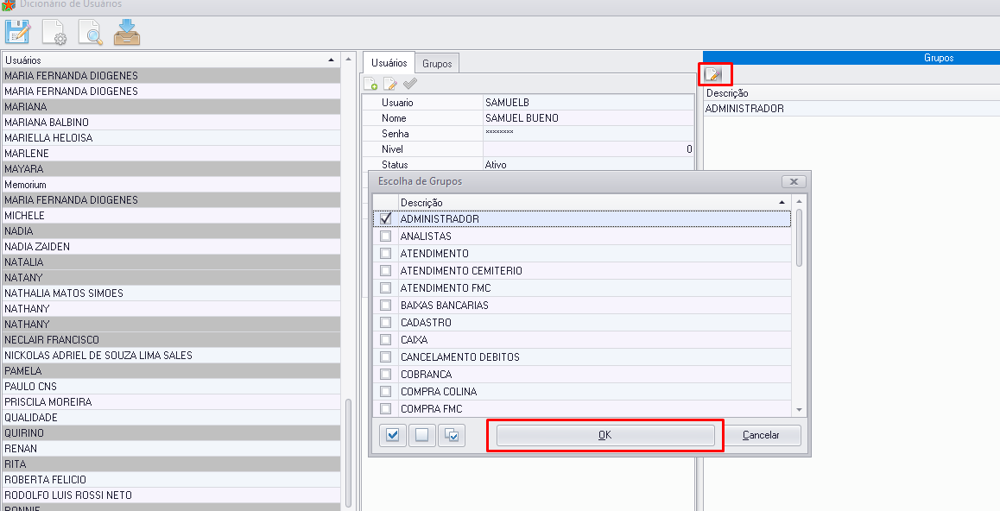 Dicionário de Usuários
Usuários
MARIA FERNANDA DIOGENES
MARIA FERNANDA DIOGENES
MARIANA
MARIANA BALBINO
MARIELLA HELOISA
MARLENE
MAYARA
Memorium
MARIA FERNANDA DIOGENES
MICHELE
NADIA
NADIA ZAIDEN
NATALIA
NATANY
NATHALIA MATOS SIMOES
NATHANY
NATHANY
NECLAIR FRANCISCO
NICKOLAS ADRIEL DE SOUZA LIMA SALES
PAMELA
PAULO CNS
PRISCILA MOREIRA
QUALIDADE
QUIRINO
RENAN
RITA
ROBERTA FELICIO
RODOLFO LUIS ROSSI NETO
RONNIE
Usuários Grupos
Usuario SAMUELB
Nome SAMUEL BUENO
Senha ********
Nivel 0
Status Ativo
Escolha de Grupos
Descrição
ADMINISTRADOR
ANALISTAS
ATENDIMENTO
ATENDIMENTO CEMITERIO
ATENDIMENTO FMC
BAIXAS BANCARIAS
CADASTRO
CAIXA
CANCELAMENTO DEBITOS
COBRANCA
COMPRA COLINA
COMPRA FMC
OK Cancelar
Grupos
Descrição
ADMINISTRADOR